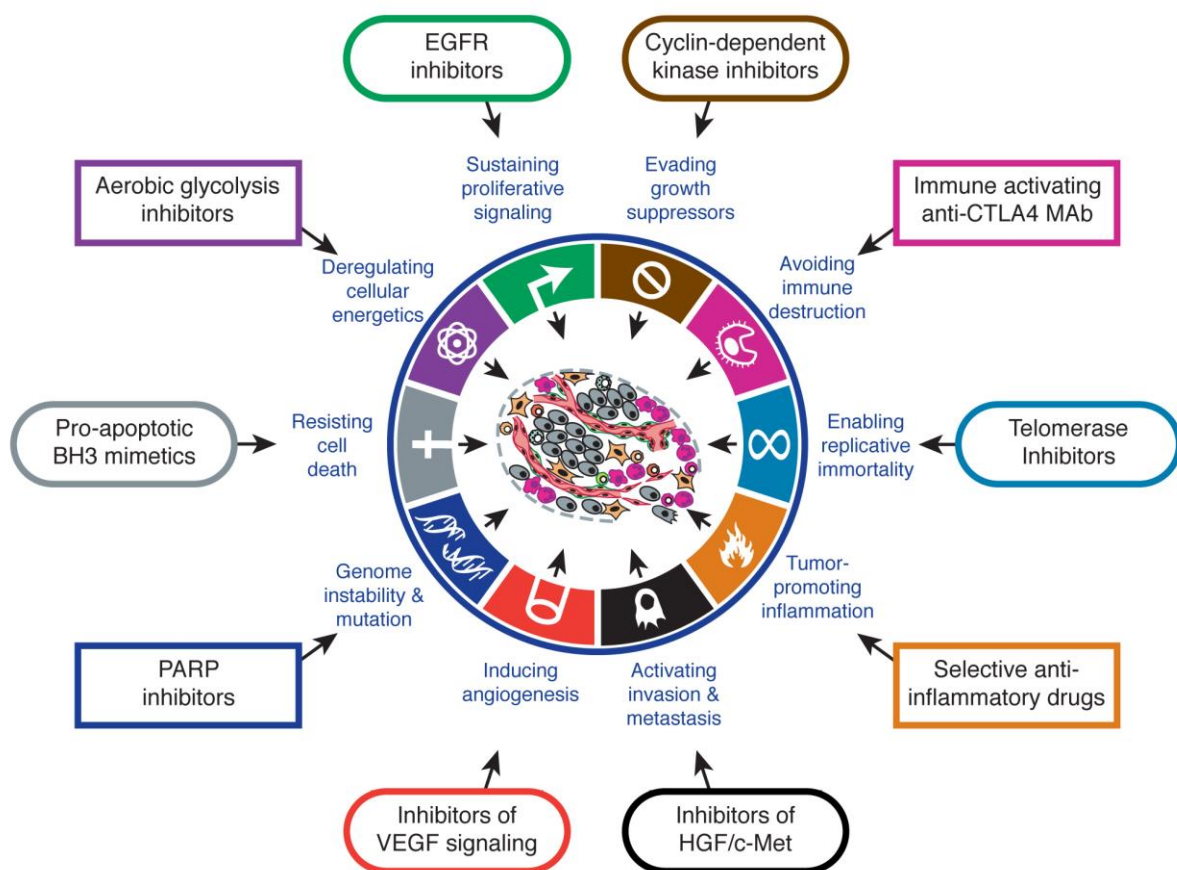 EGFR
inhibitors
Cyclin-dependent
kinase inhibitors
Sustaining
proliferative
signaling
Evading
growth
suppressors
Aerobic glycolysis
inhibitors
Immune activating
anti-CTLA4 MAb
Deregulating
cellular
energetics
Avoiding
immune
destruction
Pro-apoptotic
BH3 mimetics
Resisting
cell
death
Enabling
replicative
immortality
Telomerase
Inhibitors
Genome
instability &
mutation
Tumor-
promoting
inflammation
PARP
inhibitors
Inducing
angiogenesis
Activating
invasion &
metastasis
Selective anti-
inflammatory drugs
Inhibitors of
VEGF signaling
Inhibitors of
HGF/c-Met